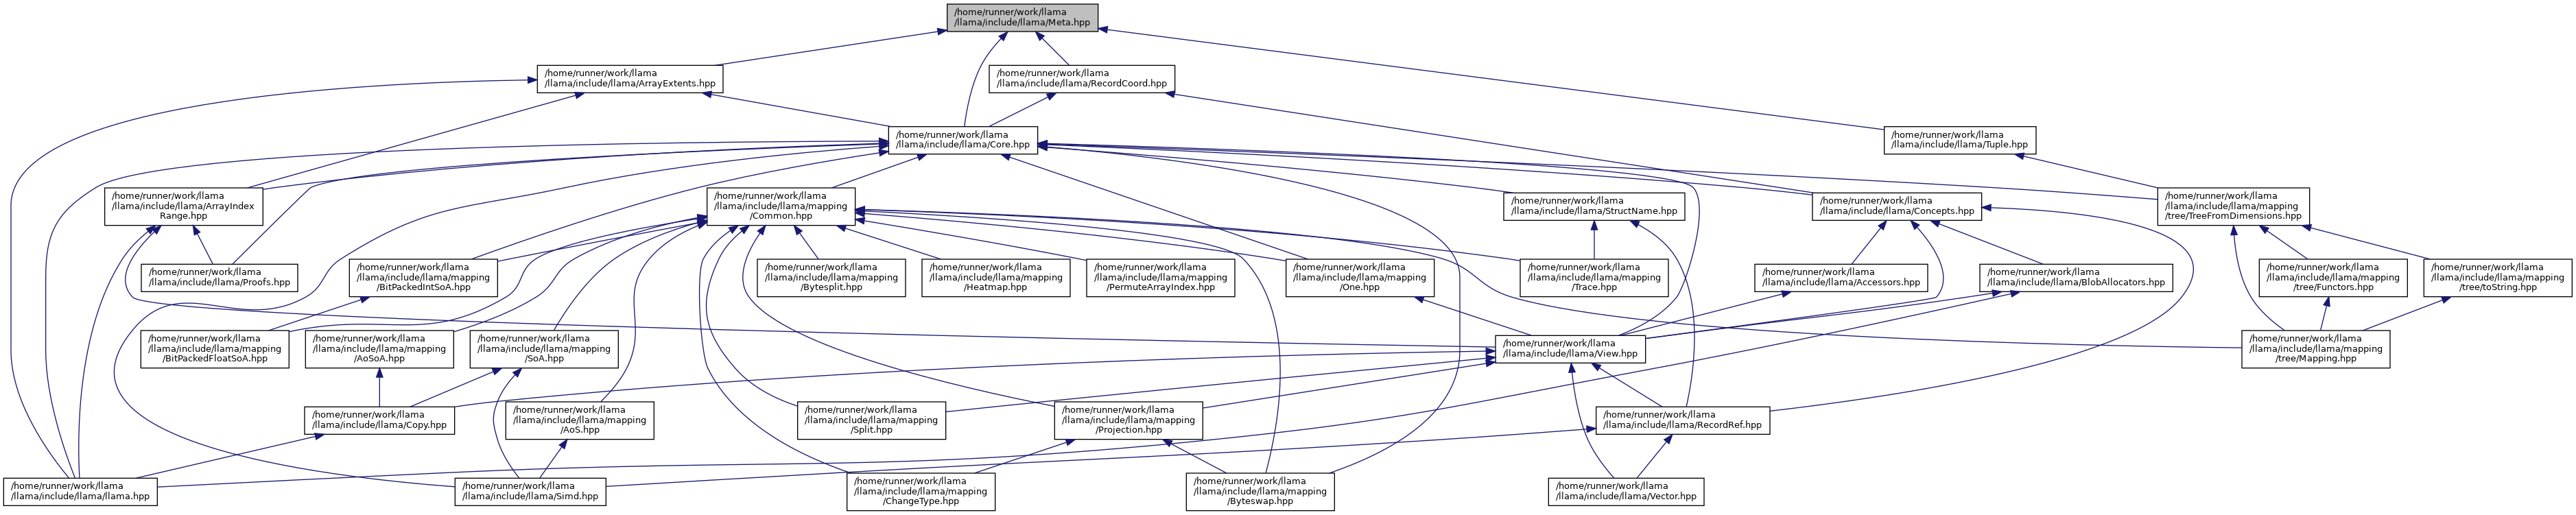 /home/runner/work/llama
/llama/include/llama/Meta.hpp
/home/runner/work/llama
/llama/include/llama/ArrayExtents.hpp
/home/runner/work/llama
/llama/include/llama/RecordCoord.hpp
/home/runner/work/llama
/llama/include/llama/Core.hpp
/home/runner/work/llama
/llama/include/llama/Tuple.hpp
/home/runner/work/llama
/llama/include/llama/ArrayIndex
Range.hpp
/home/runner/work/llama
/llama/include/llama/mapping
/Common.hpp
/home/runner/work/llama
/llama/include/llama/StructName.hpp
/home/runner/work/llama
/llama/include/llama/Concepts.hpp
/home/runner/work/llama
/llama/include/llama/mapping
/tree/TreeFromDimensions.hpp
/home/runner/work/llama
/llama/include/llama/Proofs.hpp
/home/runner/work/llama
/llama/include/llama/mapping
/BitPackedIntSoA.hpp
/home/runner/work/llama
/llama/include/llama/mapping
/Bytesplit.hpp
/home/runner/work/llama
/llama/include/llama/mapping
/Heatmap.hpp
/home/runner/work/llama
/llama/include/llama/mapping
/PermuteArrayIndex.hpp
/home/runner/work/llama
/llama/include/llama/mapping
/One.hpp
/home/runner/work/llama
/llama/include/llama/mapping
/Trace.hpp
/home/runner/work/llama
/llama/include/llama/Accessors.hpp
/home/runner/work/llama
/llama/include/llama/BlobAllocators.hpp
/home/runner/work/llama
/llama/include/llama/mapping
/tree/Functors.hpp
/home/runner/work/llama
/llama/include/llama/mapping
/tree/toString.hpp
/home/runner/work/llama
/llama/include/llama/mapping
/BitPackedFloatSoA.hpp
/home/runner/work/llama
/llama/include/llama/mapping
/AoSoA.hpp
/home/runner/work/llama
/llama/include/llama/mapping
/SoA.hpp
/home/runner/work/llama
/llama/include/llama/View.hpp
/home/runner/work/llama
/llama/include/llama/mapping
/tree/Mapping.hpp
/home/runner/work/llama
/llama/include/llama/Copy.hpp
/home/runner/work/llama
/llama/include/llama/mapping
/AoS.hpp
/home/runner/work/llama
/llama/include/llama/mapping
/Split.hpp
/home/runner/work/llama
/llama/include/llama/mapping
/Projection.hpp
/home/runner/work/llama
/llama/include/llama/RecordRef.hpp
/home/runner/work/llama
/llama/include/llama/llama.hpp
/home/runner/work/llama
/llama/include/llama/Simd.hpp
/home/runner/work/llama
/llama/include/llama/mapping
/ChangeType.hpp
/home/runner/work/llama
/llama/include/llama/mapping
/Byteswap.hpp
/home/runner/work/llama
/llama/include/llama/Vector.hpp